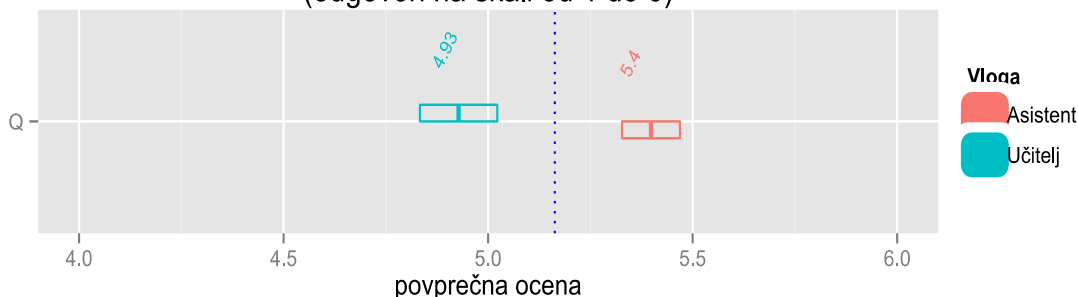 4.93
5.4
Q
4.0 4.5 5.0 5.5 6.0
povprečna ocena
Vloga
Asistent
Učitelj